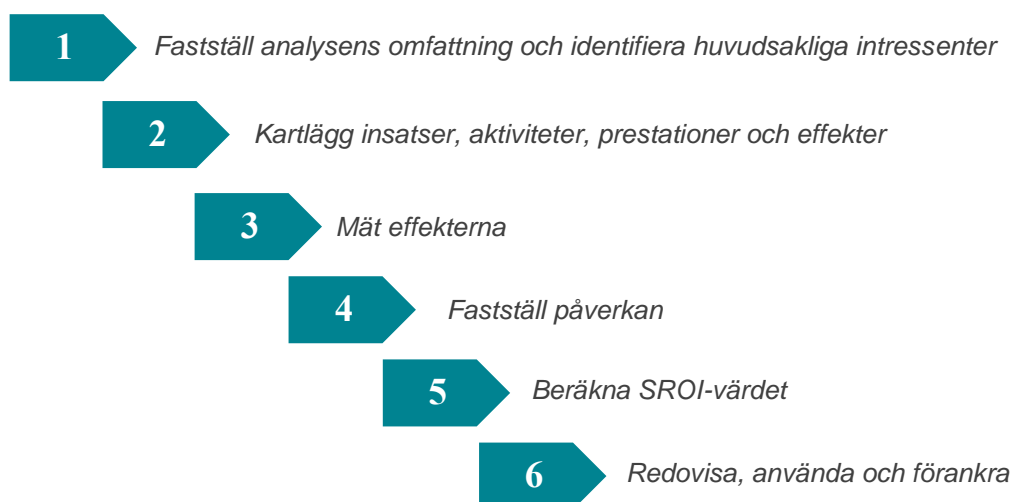 1 Fastställ analysens omfattning och identifiera huvudsakliga intressenter
2 Kartlägg insatser, aktiviteter, prestationer och effekter
3 Mät effekterna
4 Fastställ påverkan
5 Beräkna SROI-värdet
6 Redovisa, använda och förankra